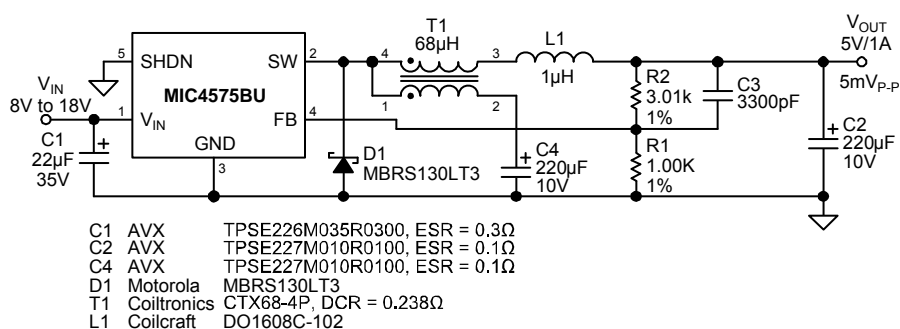 T1
68µH
L1
1µH
VOUT
5V/1A
5mVP-P
5
SHDN
SW
2
4
3
MIC4575BU
1
2
R2
3.01k
1%
C3
3300pF
VIN
8V to 18V
1
VIN
FB
4
GND
3
C1
22µF
35V
D1
MBRS130LT3
C4
220µF
10V
R1
1.00K
1%
C2
220µF
10V
C1 AVX TPSE226M035R0300, ESR = 0.3Ω
C2 AVX TPSE227M010R0100, ESR = 0.1Ω
C4 AVX TPSE227M010R0100, ESR = 0.1Ω
D1 Motorola MBRS130LT3
T1 Coiltronics CTX68-4P, DCR = 0.238Ω
L1 Coilcraft DO1608C-102